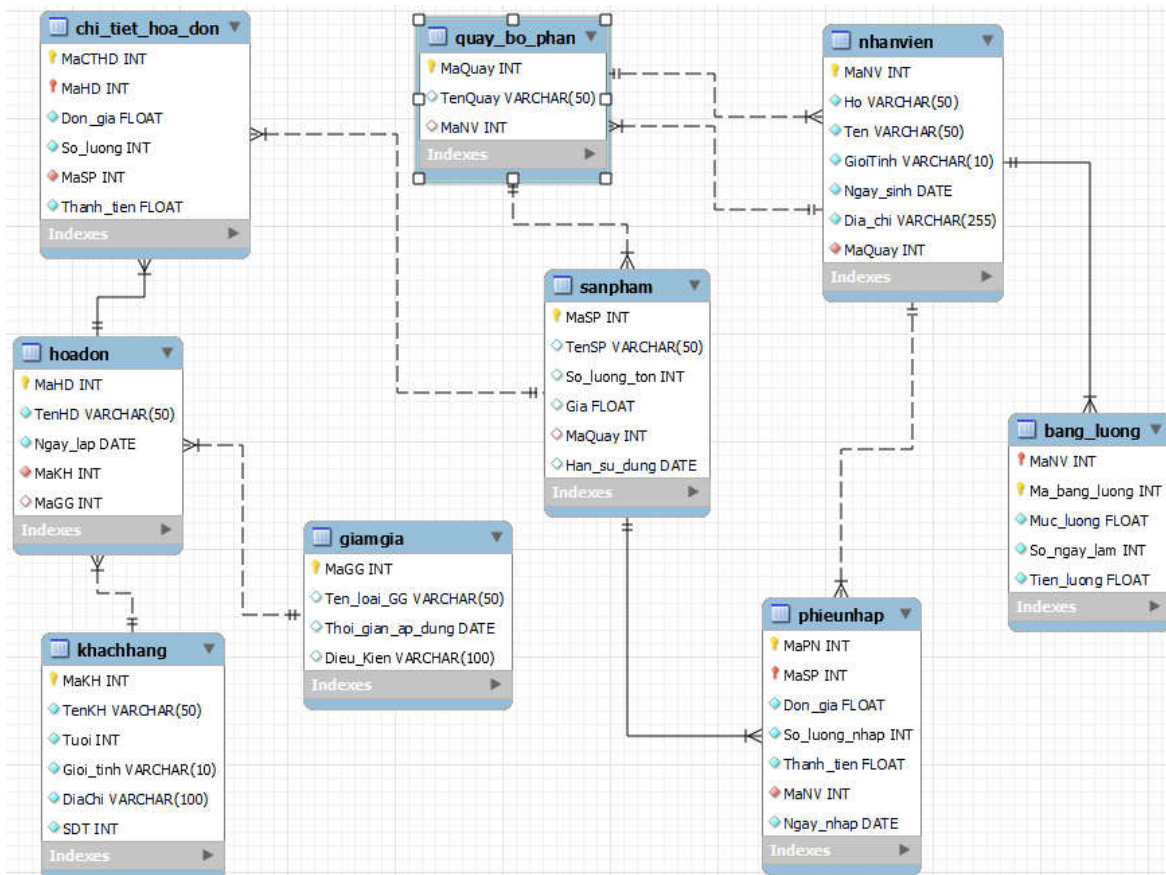 chi_tiet_hoa_don
MaCTHD INT
MaHD INT
Don_gia FLOAT
So_luong INT
MaSP INT
Thanh_tien FLOAT
Indexes
quay_bo_phan
MaQuay INT
TenQuay VARCHAR(50)
MaNV INT
Indexes
nhanvien
MaNV INT
Ho VARCHAR(50)
Ten VARCHAR(50)
GioiTinh VARCHAR(10)
Ngay_sinh DATE
Dia_chi VARCHAR(255)
MaQuay INT
Indexes
sanpham
MaSP INT
TenSP VARCHAR(50)
So_luong_ton INT
Gia FLOAT
MaQuay INT
Han_su_dung DATE
Indexes
hoadon
MaHD INT
TenHD VARCHAR(50)
Ngay_lap DATE
MaKH INT
MaGG INT
Indexes
bang_luong
MaNV INT
Ma_bang_luong INT
Muc_luong FLOAT
So_ngay_lam INT
Tien_luong FLOAT
Indexes
giamgia
MaGG INT
Ten_loai_GG VARCHAR(50)
Thoi_gian_ap_dung DATE
Dieu_Kien VARCHAR(100)
Indexes
phieunhap
MaPN INT
MaSP INT
Don_gia FLOAT
So_luong_nhap INT
Thanh_tien FLOAT
MaNV INT
Ngay_nhap DATE
Indexes
khachhang
MaKH INT
TenKH VARCHAR(50)
Tuoi INT
Gioi_tinh VARCHAR(10)
DiaChi VARCHAR(100)
SDT INT
Indexes